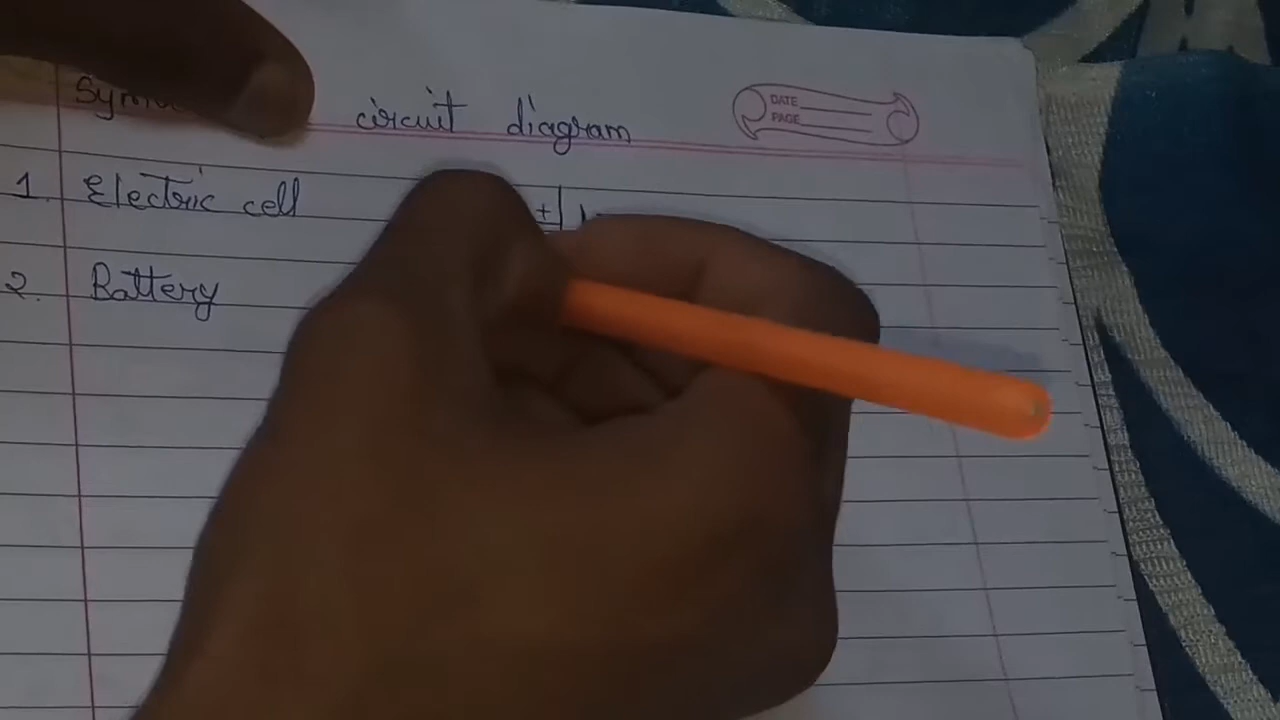 circuit diagram
DATE
PAGE
1. Electric cell
2. Battery